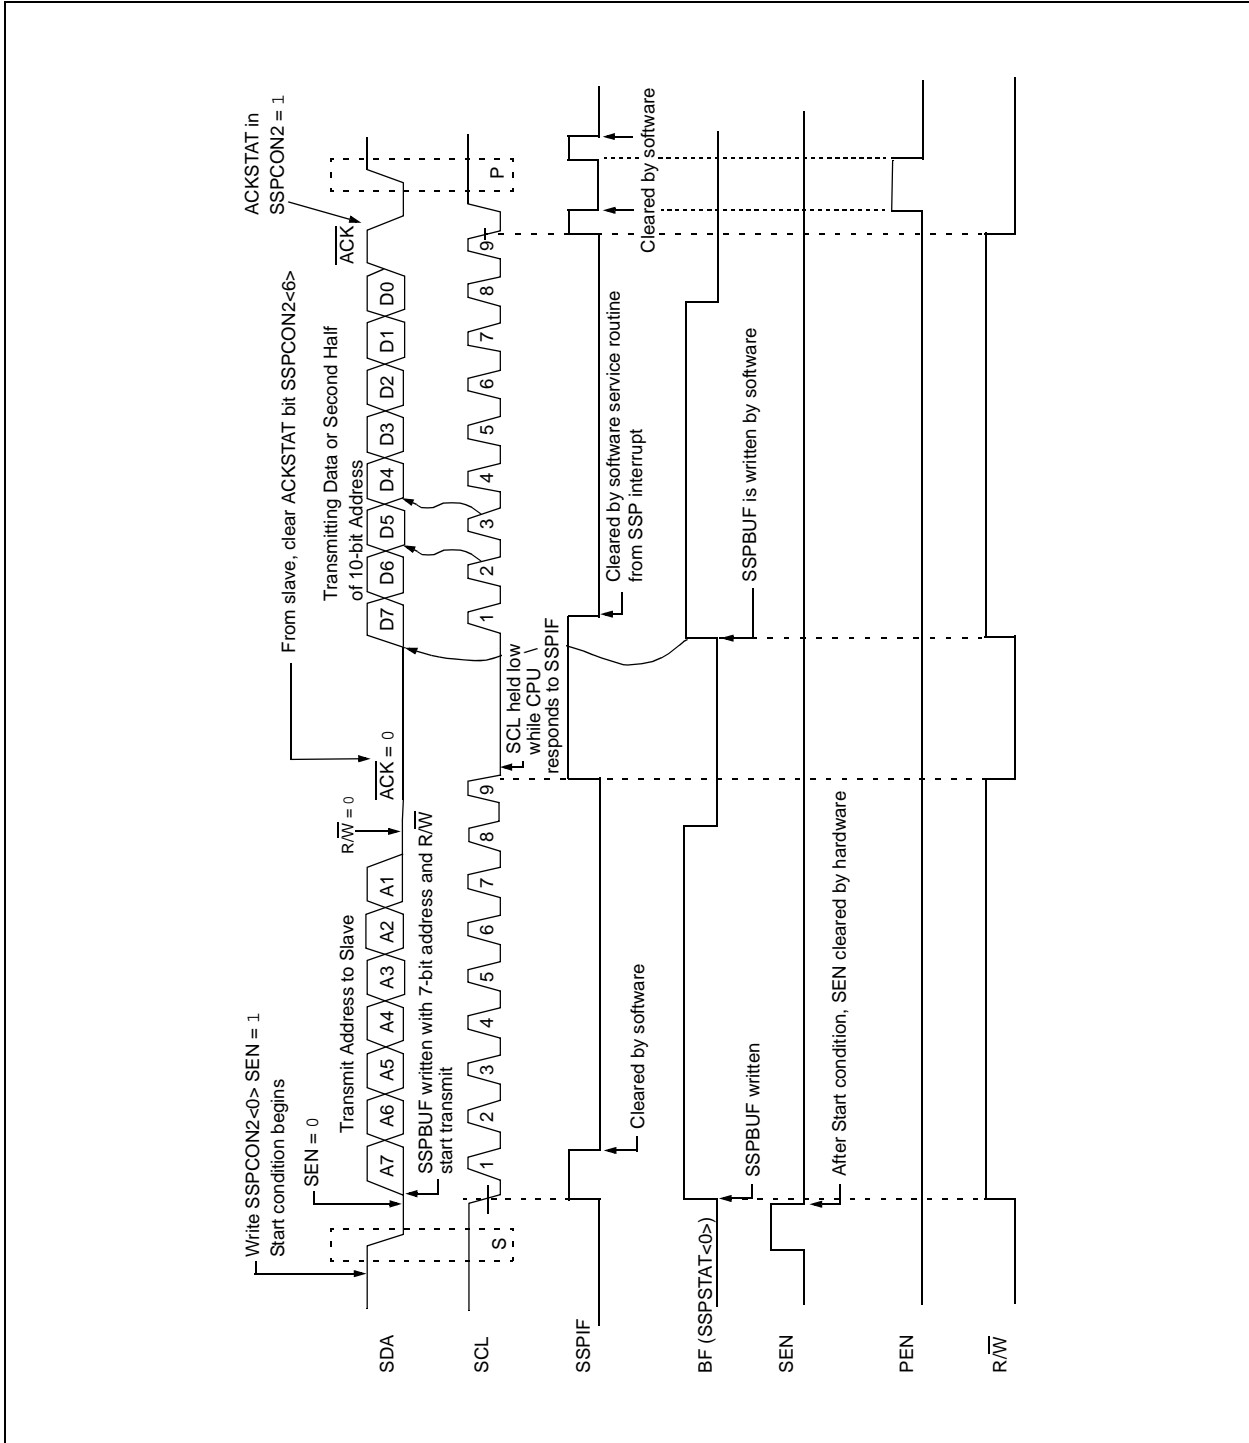 Write SSPCON2<0> SEN = 1
Start condition begins
SEN = 0
Transmit Address to Slave
R/W = 0
From slave, clear ACKSTAT bit SSPCON2<6>
ACK = 0
Transmitting Data or Second Half
of 10-bit Address
ACK
ACKSTAT in
SSPCON2 = 1
SDA
A7 A6 A5 A4 A3 A2 A1
D7 D6 D5 D4 D3 D2 D1 D0
SSPBUF written with 7-bit address and R/W
start transmit
SCL
S
1 2 3 4 5 6 7 8 9
1 2 3 4 5 6 7 8 9
P
SCL held low
while CPU
responds to SSPIF
SSPIF
Cleared by software
Cleared by software service routine
from SSP interrupt
Cleared by software
BF (SSPSTAT<0>)
SSPBUF written
SSPBUF is written by software
SEN
After Start condition, SEN cleared by hardware
PEN
R/W